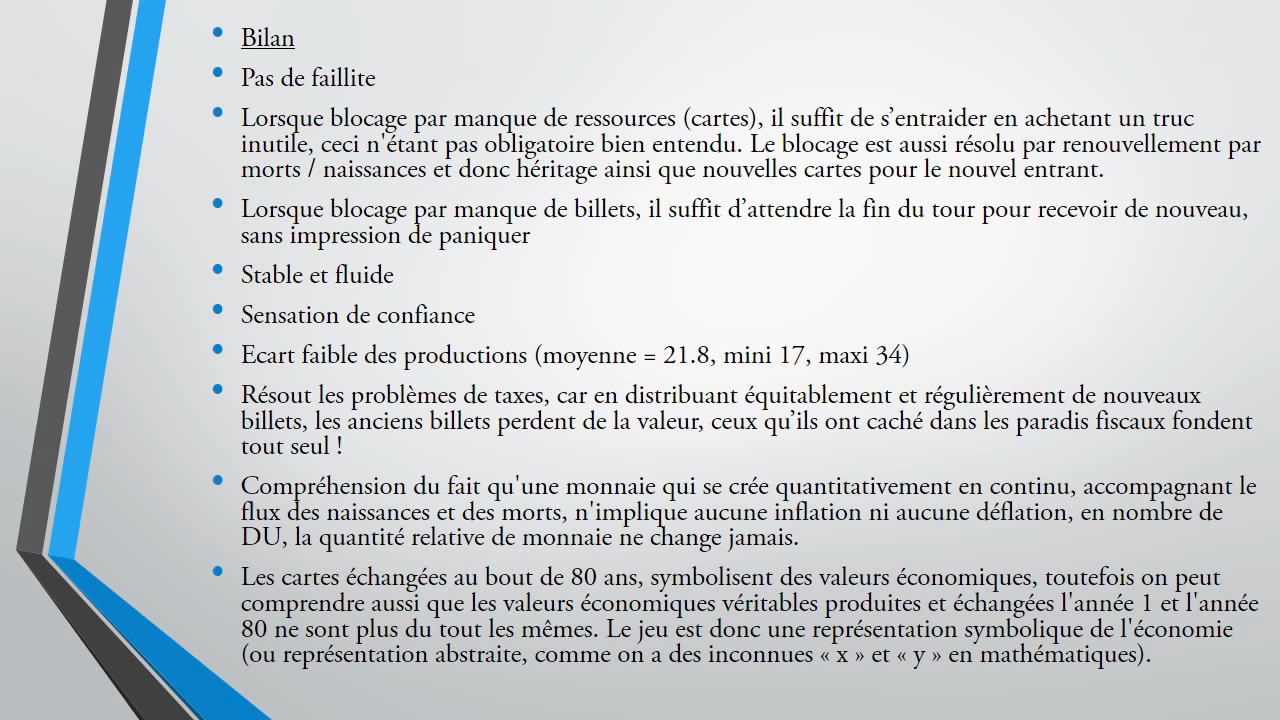 Bilan
Pas de faillite
Lorsque blocage par manque de ressources (cartes), il suffit de s’entraider en achetant un truc
inutile, ceci n'étant pas obligatoire bien entendu. Le blocage est aussi résolu par renouvellement par
morts / naissances et donc héritage ainsi que nouvelles cartes pour le nouvel entrant.
Lorsque blocage par manque de billets, il suffit d’attendre la fin du tour pour recevoir de nouveau,
sans impression de paniquer
Stable et fluide
Sensation de confiance
Ecart faible des productions (moyenne = 21.8, mini 17, maxi 34)
Résout les problèmes de taxes, car en distribuant équitablement et régulièrement de nouveaux
billets, les anciens billets perdent de la valeur, ceux qu’ils ont caché dans les paradis fiscaux fondent
tout seul !
Compréhension du fait qu'une monnaie qui se crée quantitativement en continu, accompagnant le
flux des naissances et des morts, n'implique aucune inflation ni aucune déflation, en nombre de
DU, la quantité relative de monnaie ne change jamais.
Les cartes échangées au bout de 80 ans, symbolisent des valeurs économiques, toutefois on peut
comprendre aussi que les valeurs économiques véritables produites et échangées l'année 1 et l'année
80 ne sont plus du tout les mêmes. Le jeu est donc une représentation symbolique de l'économie
(ou représentation abstraite, comme on a des inconnues « x » et « y » en mathématiques).